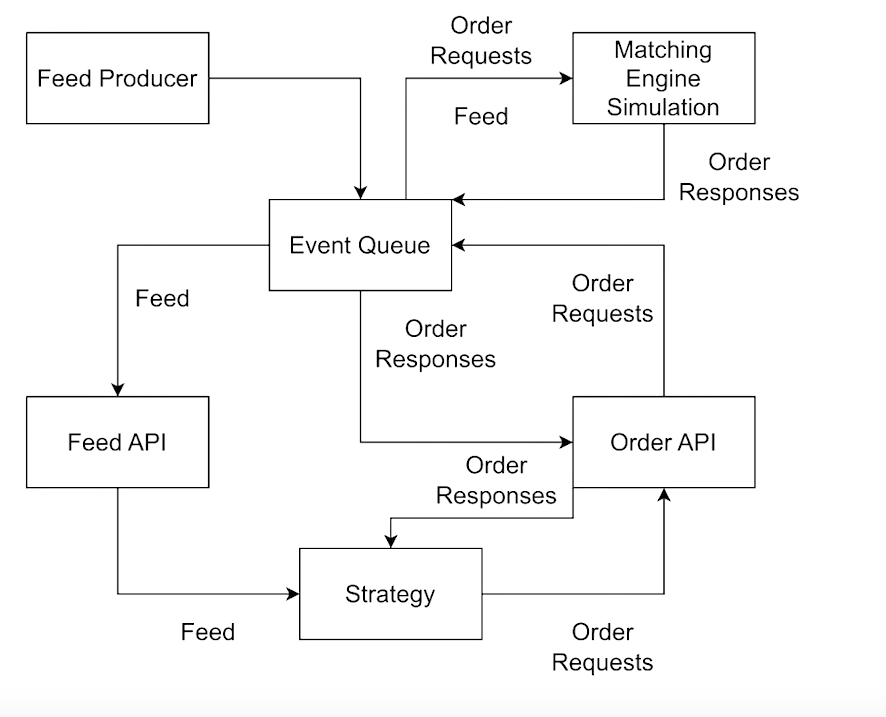 Order
Requests
Feed Producer
Matching
Engine
Simulation
Feed
Order
Responses
Event Queue
Feed
Order
Requests
Order
Responses
Feed API
Order API
Order
Responses
Strategy
Feed
Order
Requests